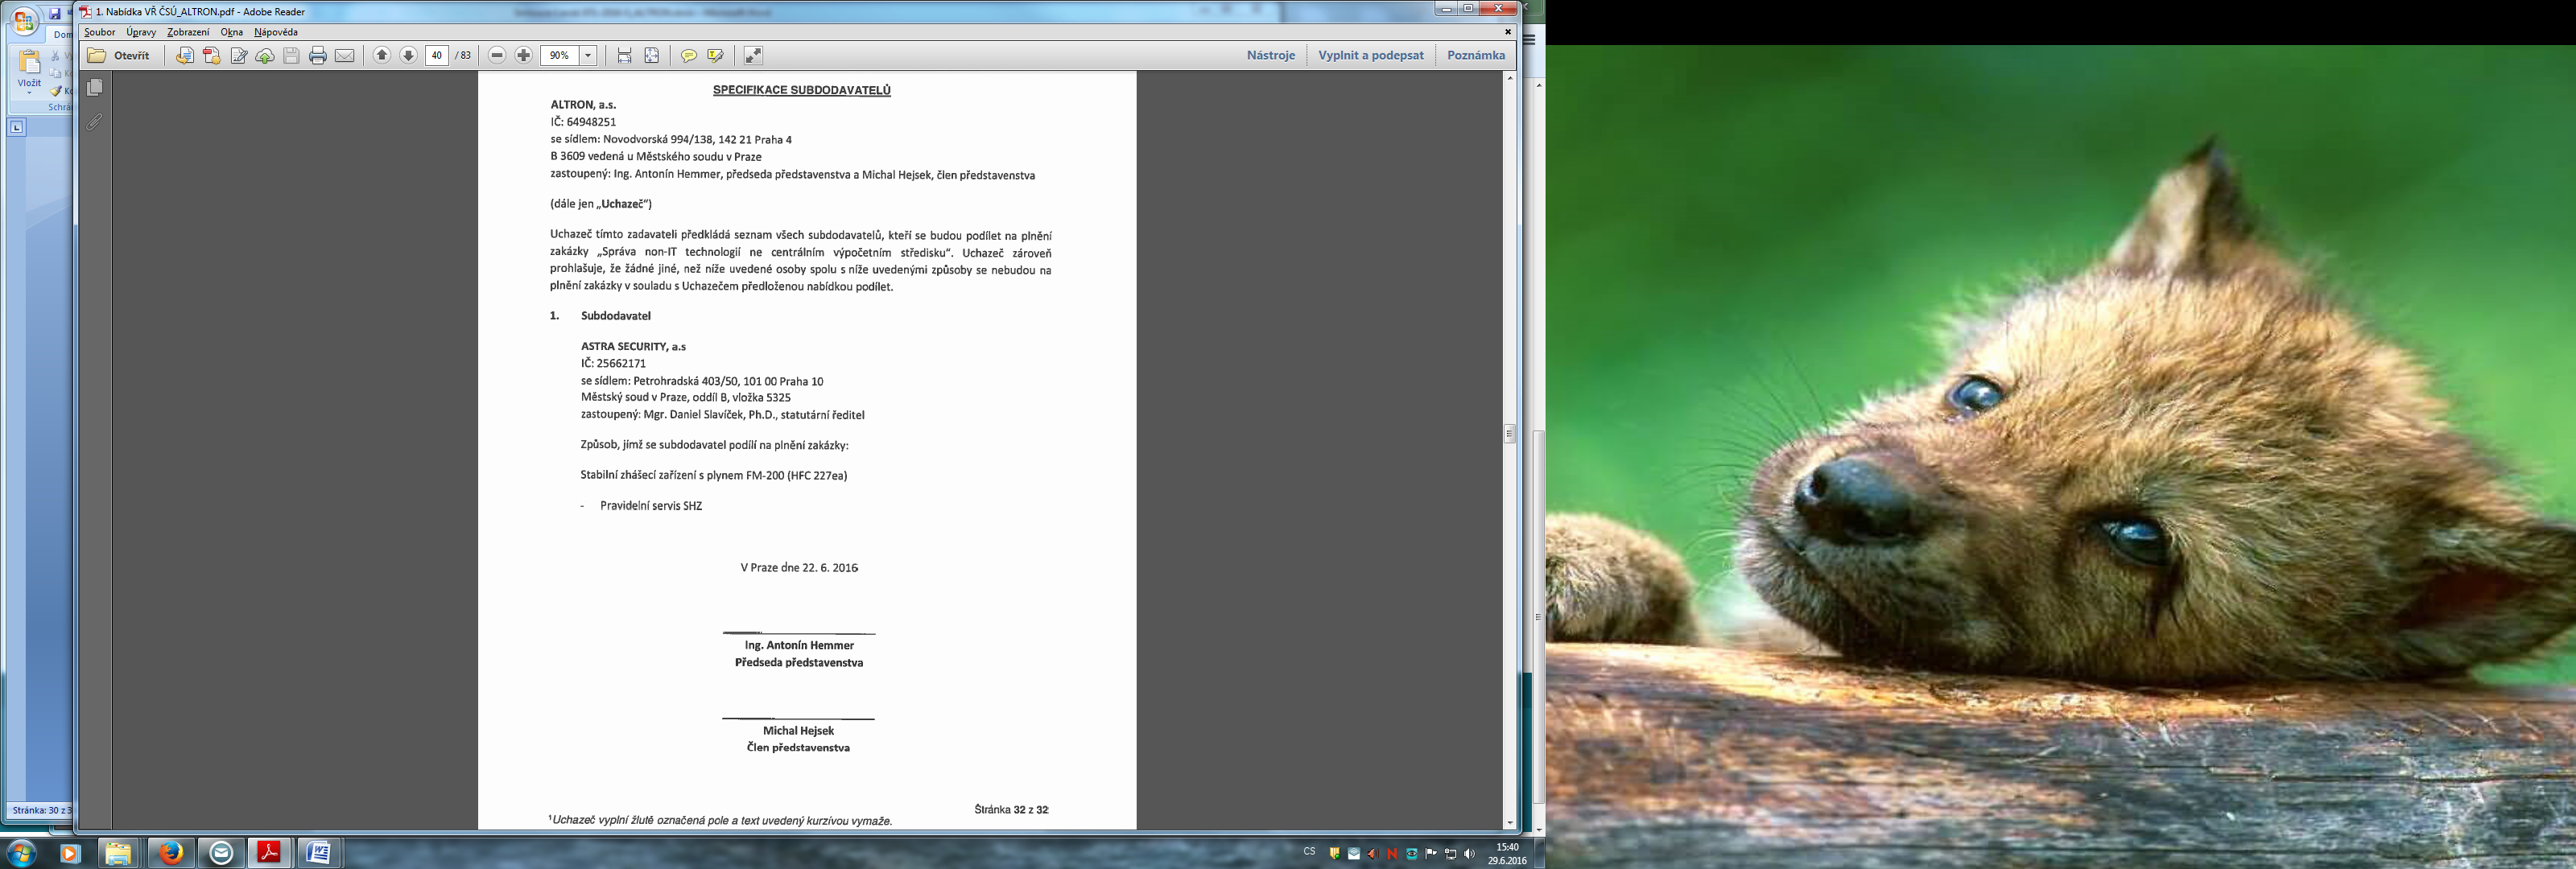 1. Nabídka VŘ ČSÚ_ALTRON.pdf - Adobe Reader
Soubor Úpravy Zobrazení Okna Nápověda
Otevřít 40 / 83 90% Nástroje Vyplnit a podepsat Poznámka
Vložit
SPECIFIKACE SUBDODAVATELŮ
ALTRON, a.s.
IČ: 64948251
se sídlem: Novodvorská 994/138, 142 21 Praha 4
B 3609 vedená u Městského soudu v Praze
zastoupený: Ing. Antonín Hemmer, předseda představenstva a Michal Hejsek, člen představenstva
(dále jen „Uchazeč“)
Uchazeč tímto zadavateli předkládá seznam všech subdodavatelů, kteří se budou podílet na plnění
zakázky „Správa non-IT technologií ne centrálním výpočetním středisku“. Uchazeč zároveň
prohlašuje, že žádné jiné, než níže uvedené osoby spolu s níže uvedenými způsoby se nebudou na
plnění zakázky v souladu s Uchazečem předloženou nabídkou podílet.
1. Subdodavatel
ASTRA SECURITY, a.s
IČ: 25662171
se sídlem: Petrohradská 403/50, 101 00 Praha 10
Městský soud v Praze, oddíl B, vložka 5325
zastoupený: Mgr. Daniel Slavíček, Ph.D., statutární ředitel
Způsob, jímž se subdodavatel podílí na plnění zakázky:
Stabilní zhášecí zařízení s plynem FM-200 (HFC 227ea)
- Pravidelní servis SHZ
V Praze dne 22. 6. 2016
Ing. Antonín Hemmer
Předseda představenstva
Michal Hejsek
Člen představenstva
Stránka 32 z 32
1 Uchazeč vyplní žlutě označená pole a text uvedený kurzívou vymaže.
Stránka: 30 z 3
CS 15:40
29.6.2016